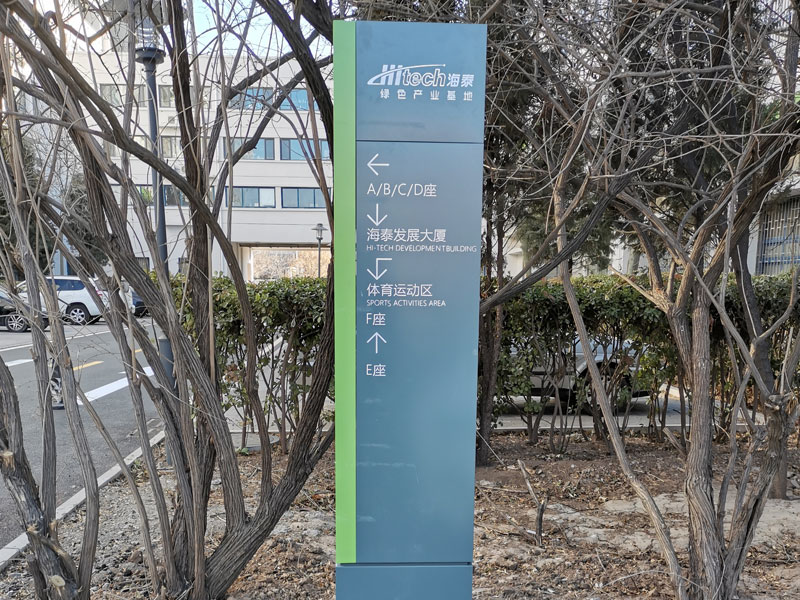 Hitech海泰
绿色产业基地
←
A/B/C/D座
↓
海泰发展大厦
HI-TECH DEVELOPMENT BUILDING
体育运动区
SPORTS ACTIVITIES AREA
F座
↑
E座